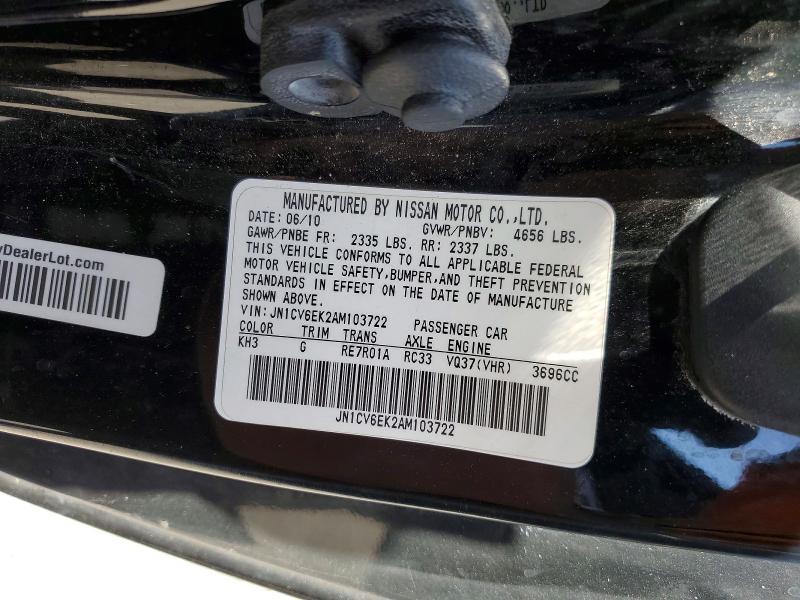 ., LTD
MANUFACTURED BY NISSAN MOTOR CO.,LTD.
DATE: 06/10 GVWR/PNBV: 4656 LBS.
GAWR/PNBE FR: 2335 LBS. RR: 2337 LBS.
THIS VEHICLE CONFORMS TO ALL APPLICABLE FEDERAL
MOTOR VEHICLE SAFETY,BUMPER,AND THEFT PREVENTION
STANDARDS IN EFFECT ON THE DATE OF MANUFACTURE
SHOWN ABOVE.
VIN:JN1CV6EK2AM103722 PASSENGER CAR
COLOR TRIM TRANS AXLE ENGINE
KH3 G RE7R01A RC33 VQ37(VHR) 3696CC
JN1CV6EK2AM103722
yDealerLot.com